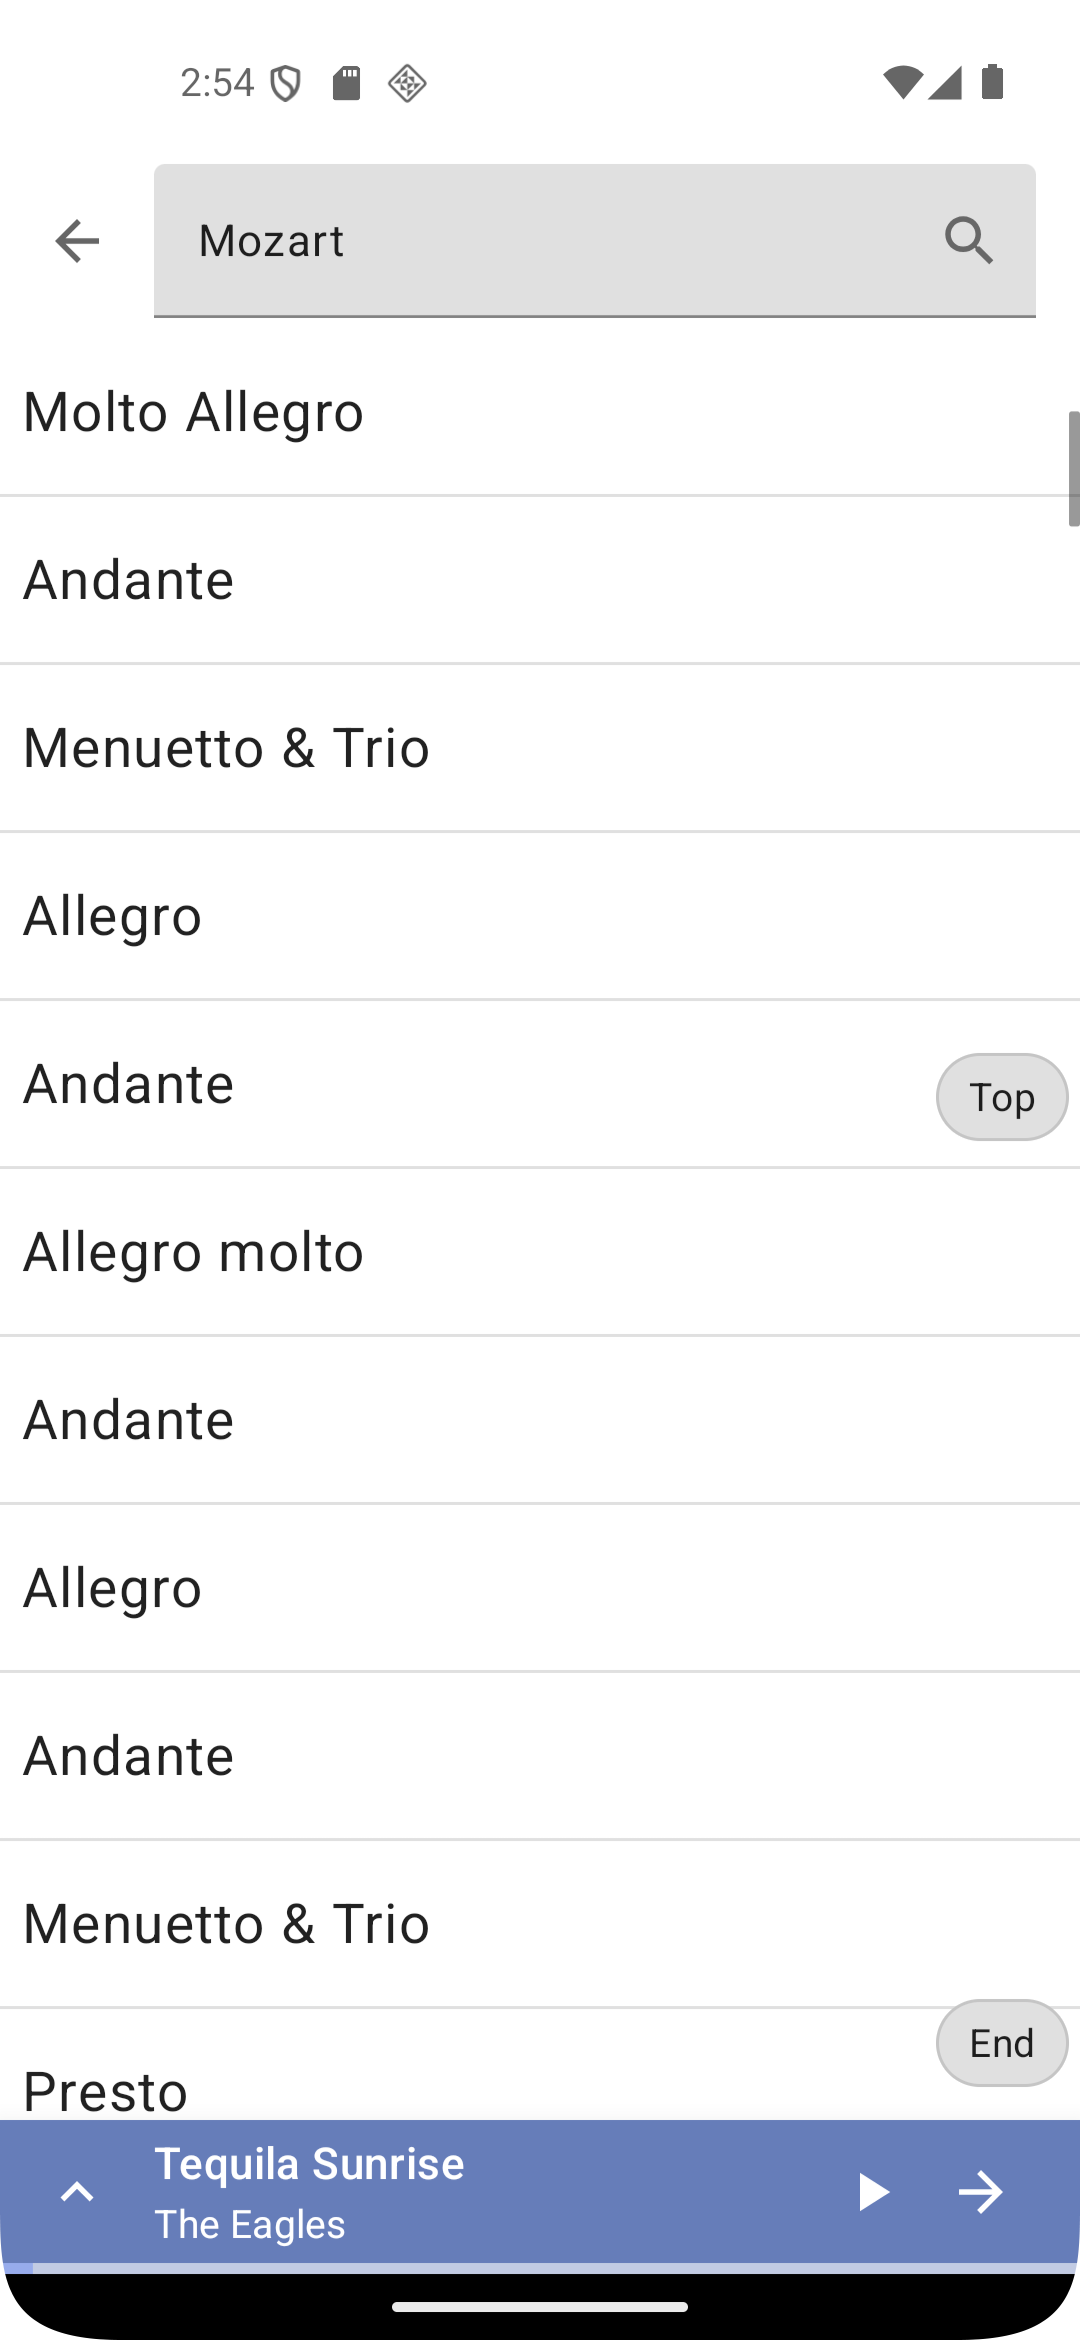 2:54
Mozart
Molto Allegro
Andante
Menuetto & Trio
Allegro
Andante
Top
Allegro molto
Andante
Allegro
Andante
Menuetto & Trio
End
Presto
Tequila Sunrise
The Eagles